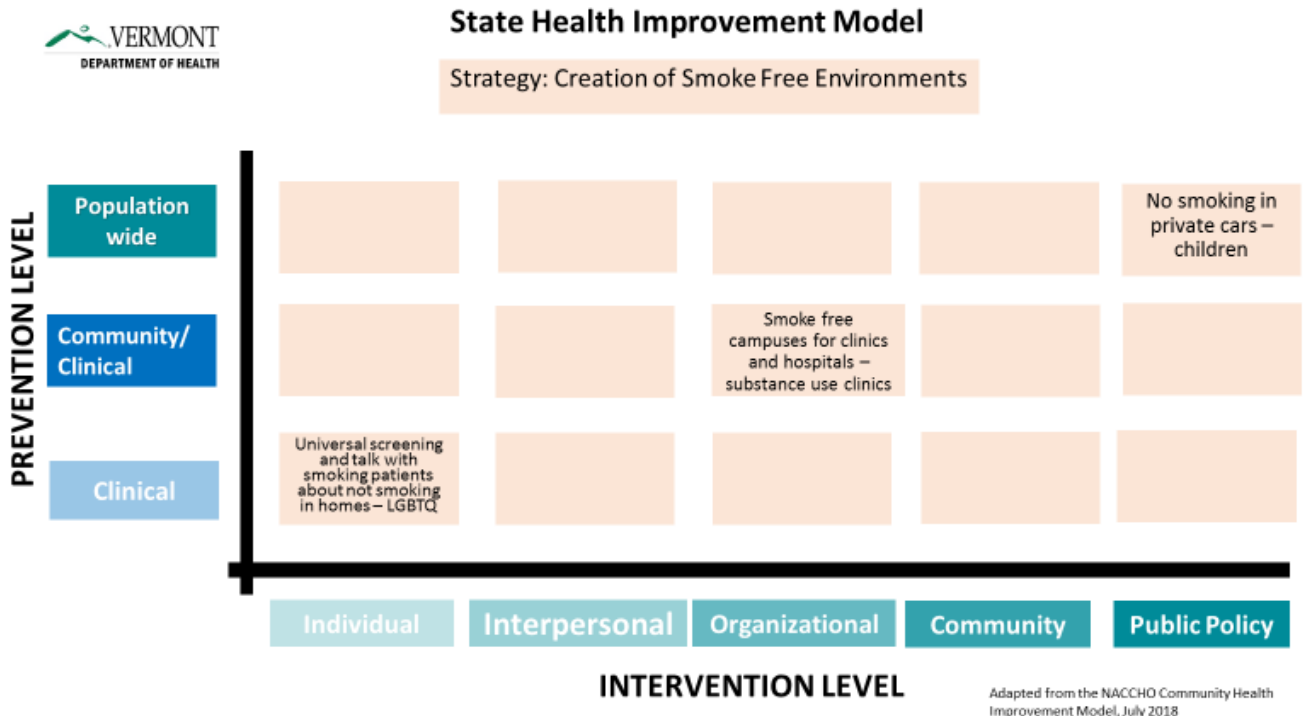 VERMONT
DEPARTMENT OF HEALTH
State Health Improvement Model
Strategy: Creation of Smoke Free Environments
PREVENTION LEVEL
Population
wide
No smoking in
private cars –
children
Community/
Clinical
Smoke free
campuses for clinics
and hospitals –
substance use clinics
Clinical
Universal screening
and talk with
smoking patients
about not smoking
in homes – LGBTQ
Individual
Interpersonal
Organizational
Community
Public Policy
INTERVENTION LEVEL
Adapted from the NACCHO Community Health
Improvement Model, July 2018